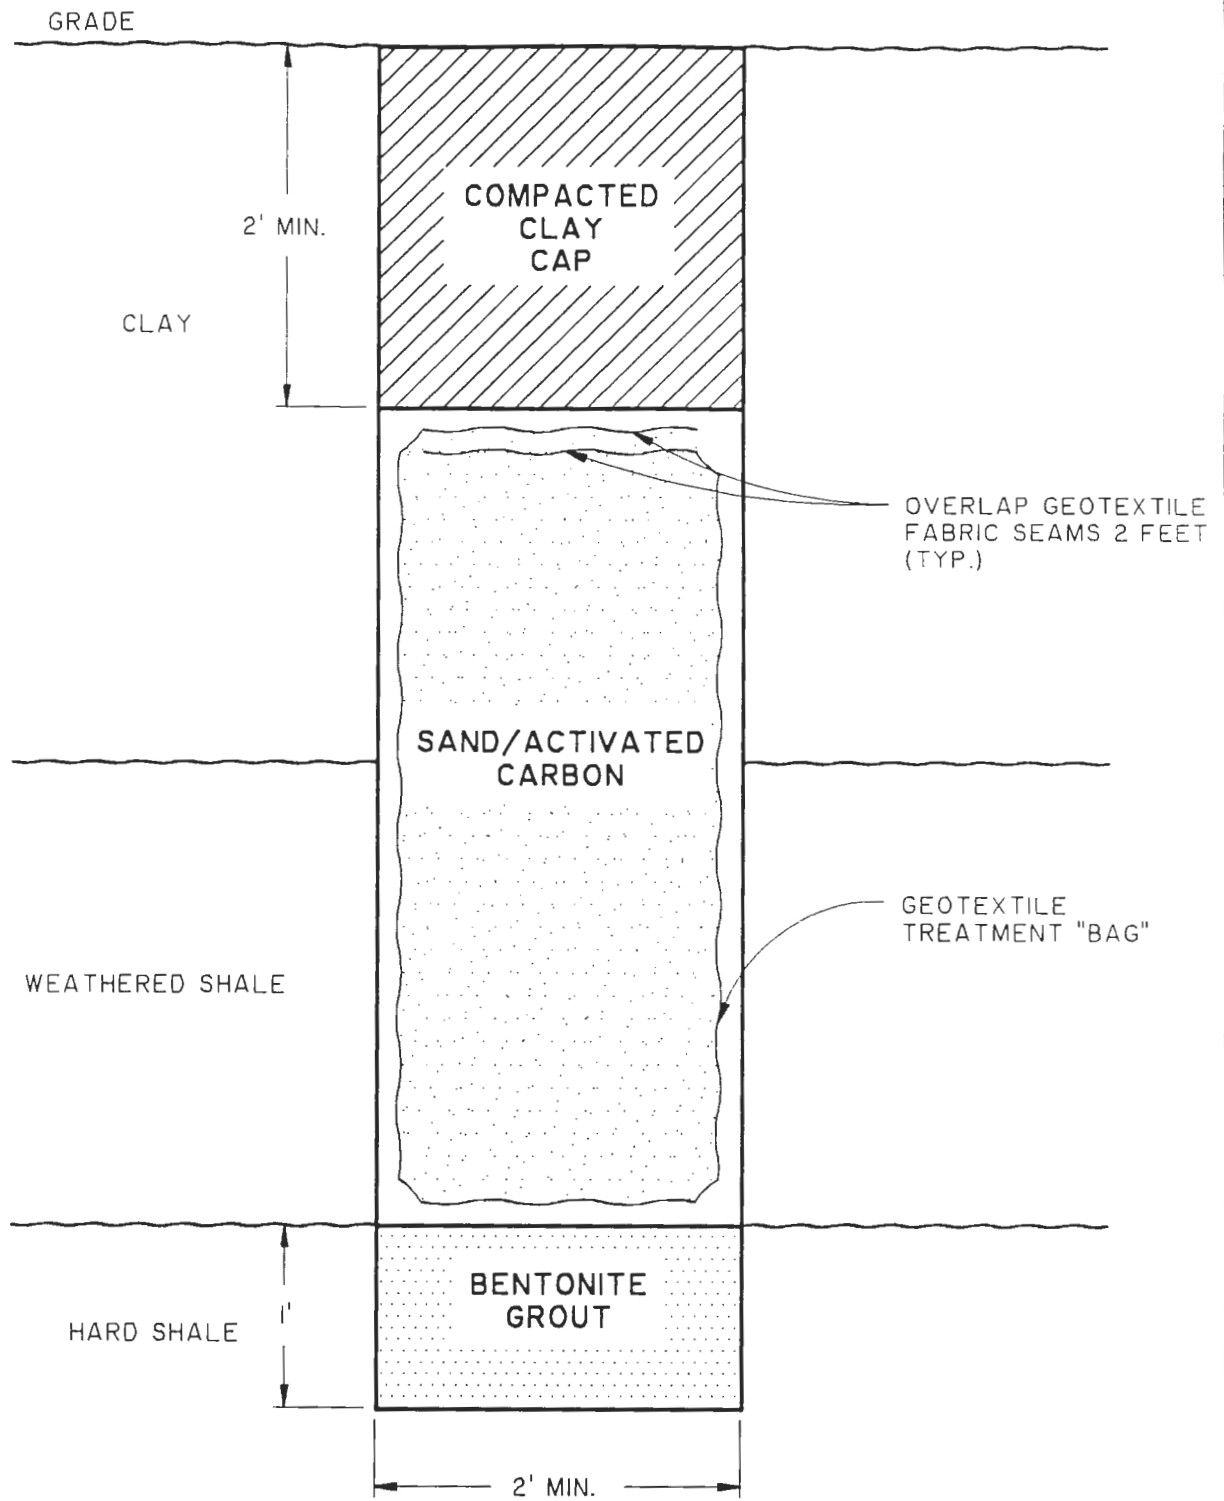 GRADE
COMPACTED
CLAY
CAP
2' MIN.
CLAY
OVERLAP GEOTEXTILE
FABRIC SEAMS 2 FEET
(TYP.)
SAND/ACTIVATED
CARBON
GEOTEXTILE
TREATMENT "BAG"
WEATHERED SHALE
BENTONITE
GROUT
1'
HARD SHALE
2' MIN.